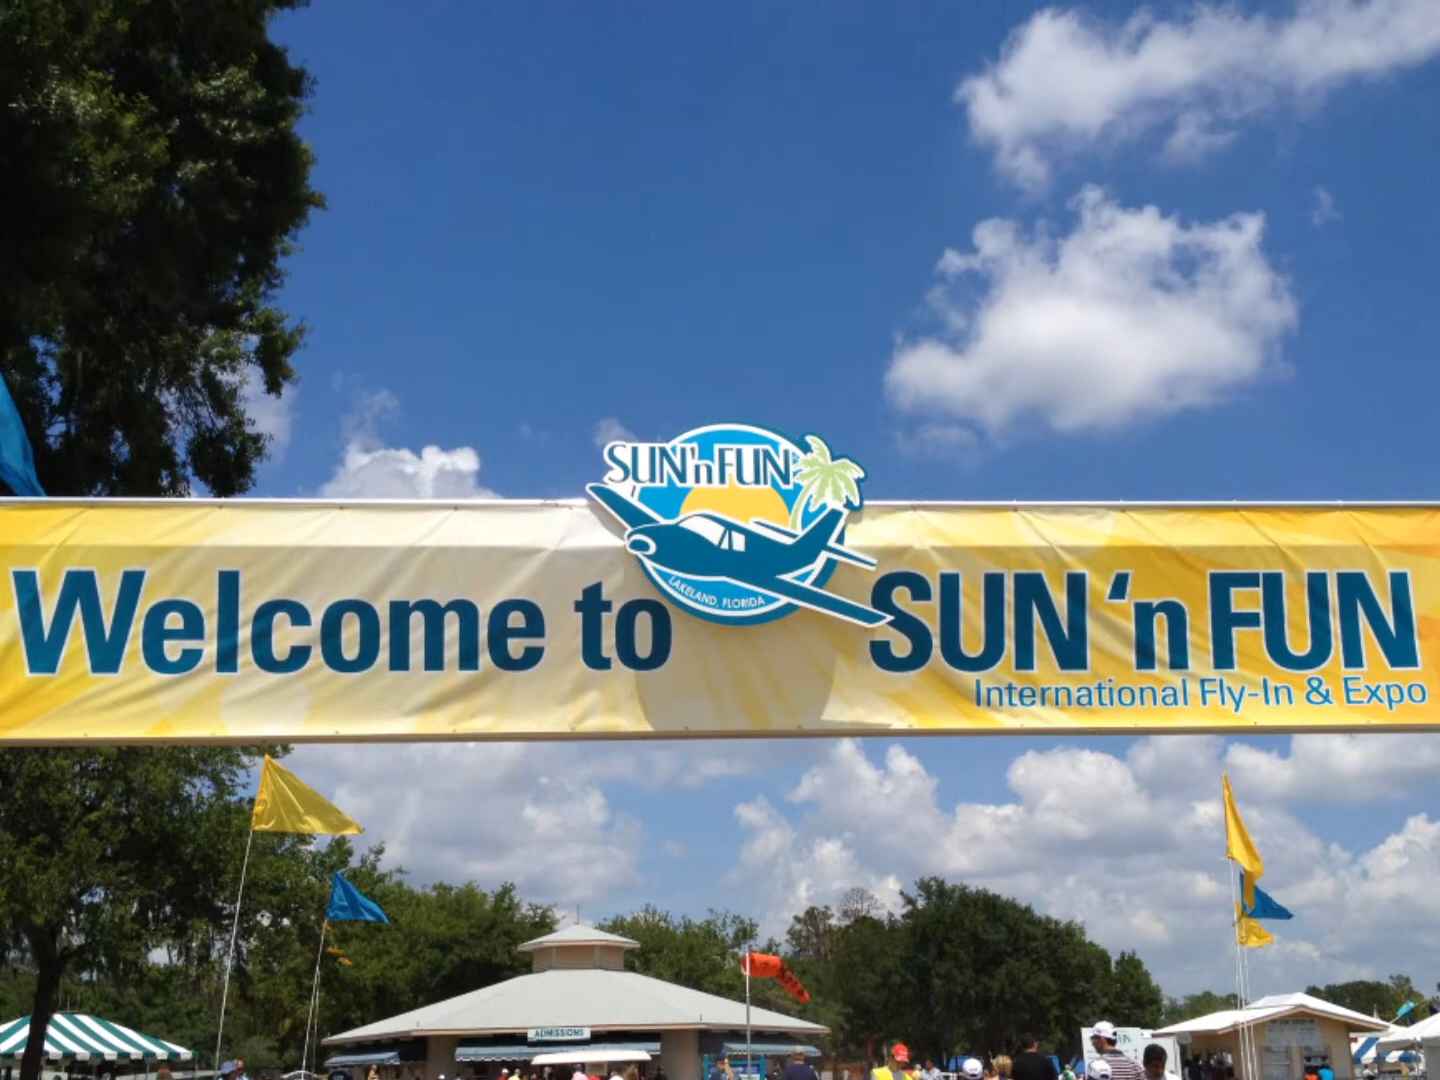 SUN'n FUN
LAKELAND, FLORIDA
Welcome to SUN 'n FUN
International Fly-In & Expo
ADMISSIONS